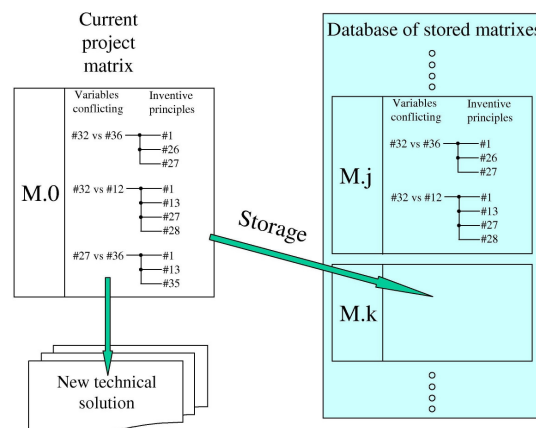 Current
project
matrix
M.0
Variables
conflicting
Inventive
principles
#32 vs #36
#1
#26
#27
#32 vs #12
#1
#13
#27
#28
#27 vs #36
#1
#13
#35
New technical
solution
Storage
Database of stored matrixes
M.j
Variables
conflicting
Inventive
principles
#32 vs #36
#1
#26
#27
#32 vs #12
#1
#13
#27
#28
M.k